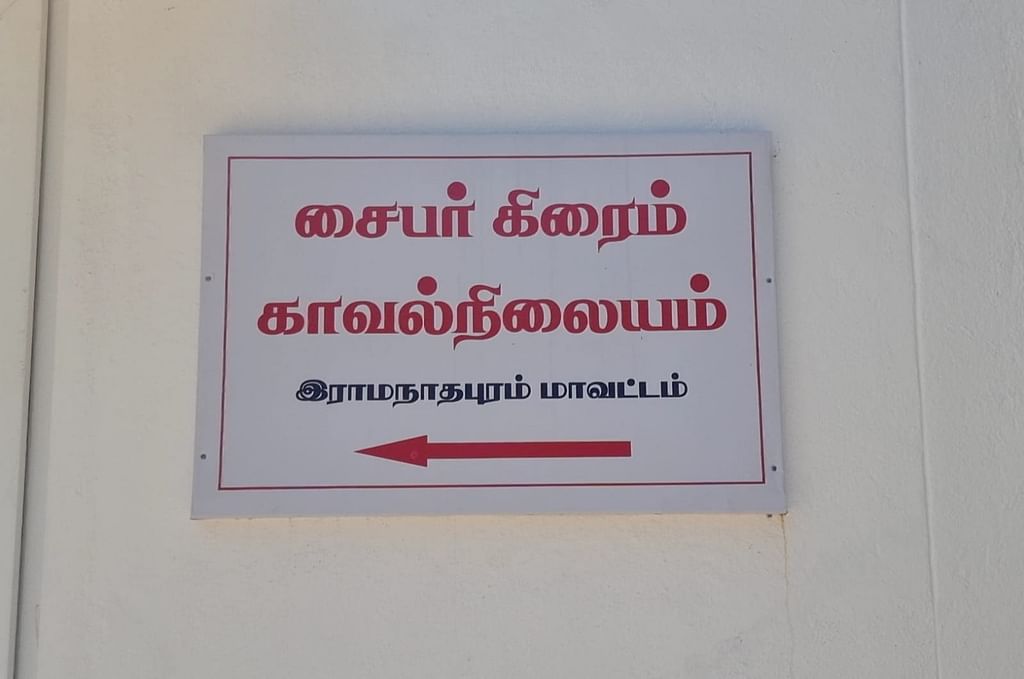 சைபர் கிரைம்
காவல்நிலையம்
இராமநாதபுரம் மாவட்டம்